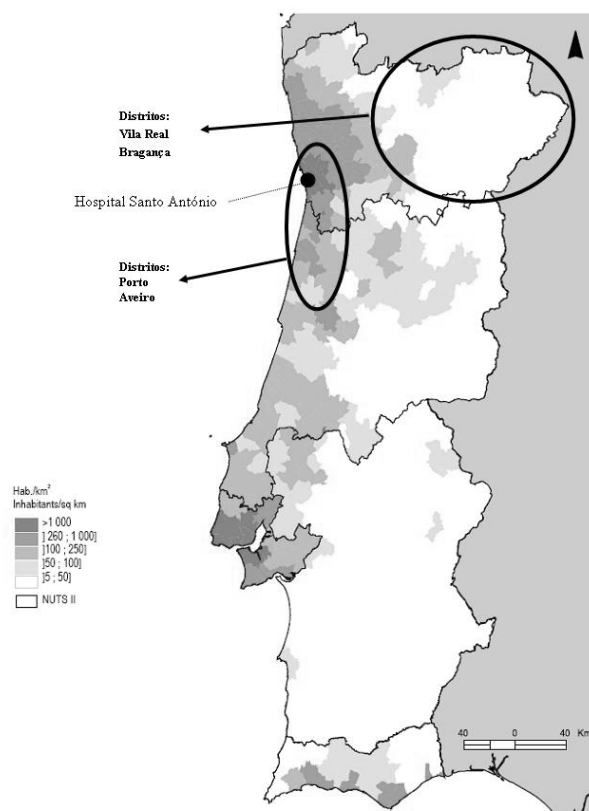 Distritos:
Vila Real
Bragança
Hospital Santo António
Distritos:
Porto
Aveiro
Hab./km²
Inhabitants/sq km
>1 000
]260 ; 1 000]
]100 ; 250]
]50 ; 100]
]5 ; 50]
NUTS II
40 0 40 Km